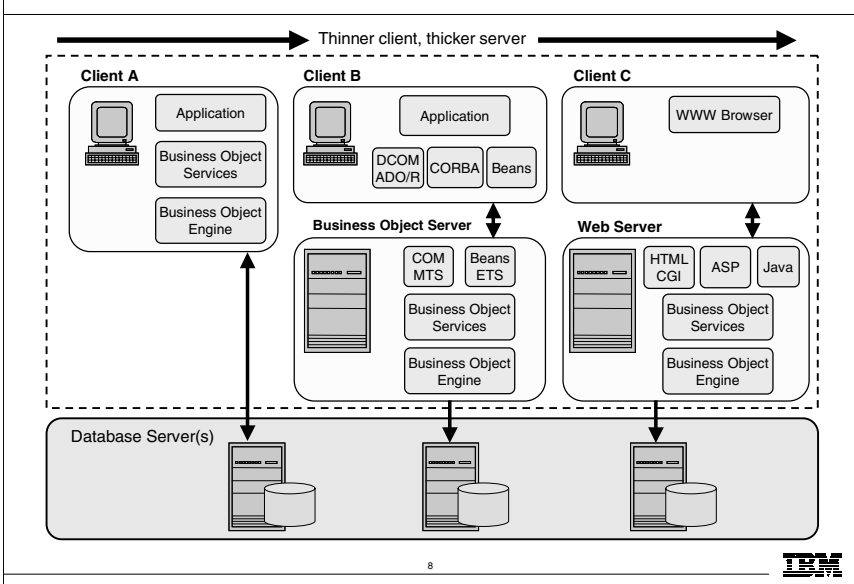 Thinner client, thicker server
Client A
Application
Business Object
Services
Business Object
Engine
Client B
Application
DCOM
ADO/R
CORBA
Beans
Client C
WWW Browser
Business Object Server
COM
MTS
Beans
ETS
Business Object
Services
Business Object
Engine
Web Server
HTML
CGI
ASP
Java
Business Object
Services
Business Object
Engine
Database Server(s)
8
IBM